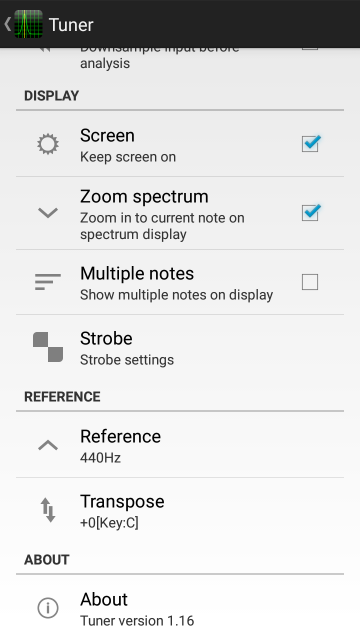 Tuner
Downsample input before
analysis
DISPLAY
Screen
Keep screen on
Zoom spectrum
Zoom in to current note on
spectrum display
Multiple notes
Show multiple notes on display
Strobe
Strobe settings
REFERENCE
Reference
440Hz
Transpose
+0[Key:C]
ABOUT
About
Tuner version 1.16